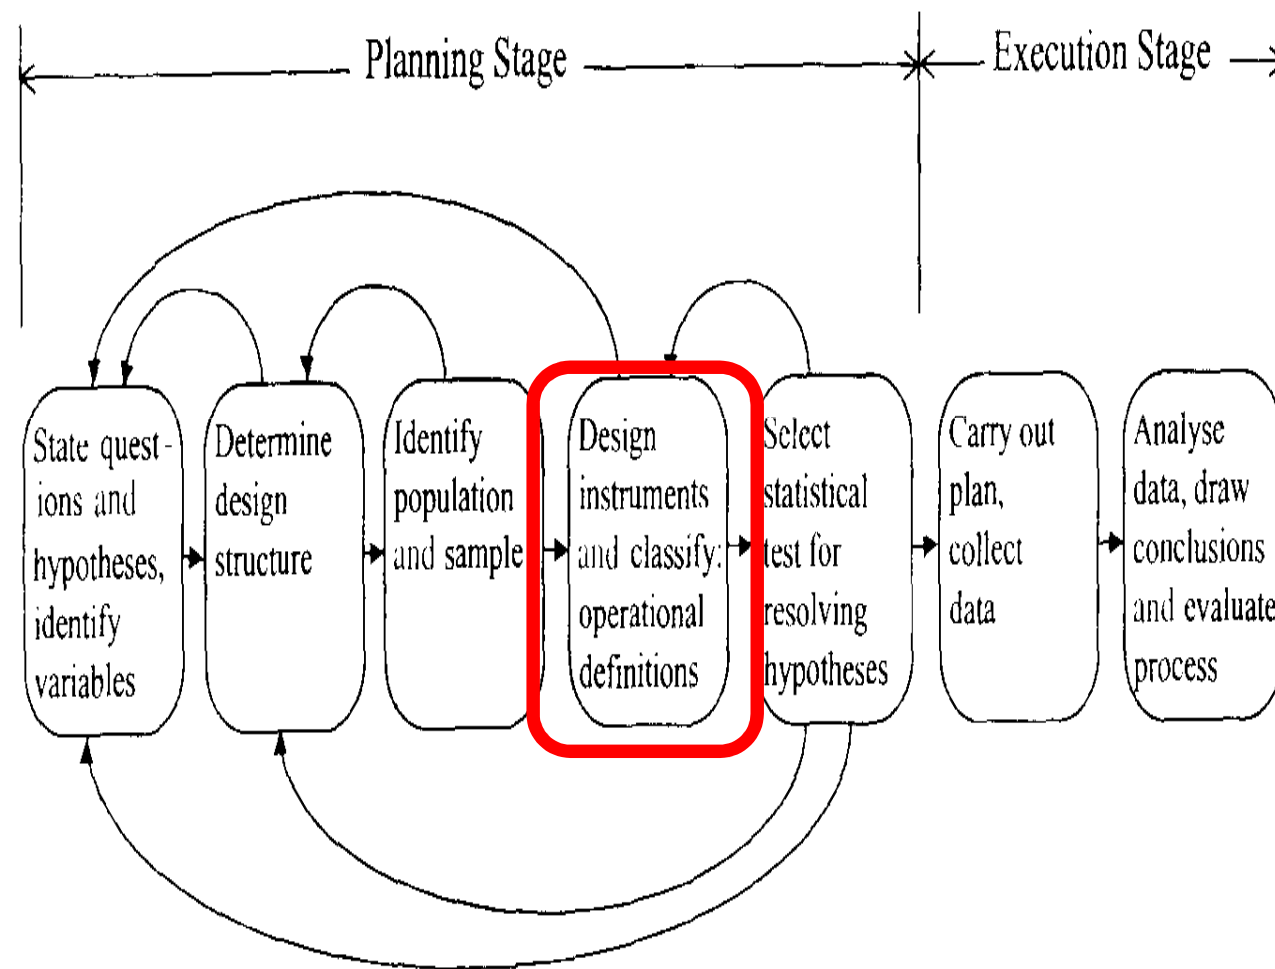 Planning Stage
Execution Stage
State quest-
ions and
hypotheses,
identify
variables
Determine
design
structure
Identify
population
and sample
Design
instruments
and classify:
operational
definitions
Select
statistical
test for
resolving
hypotheses
Carry out
plan,
collect
data
Analyse
data, draw
conclusions
and evaluate
process